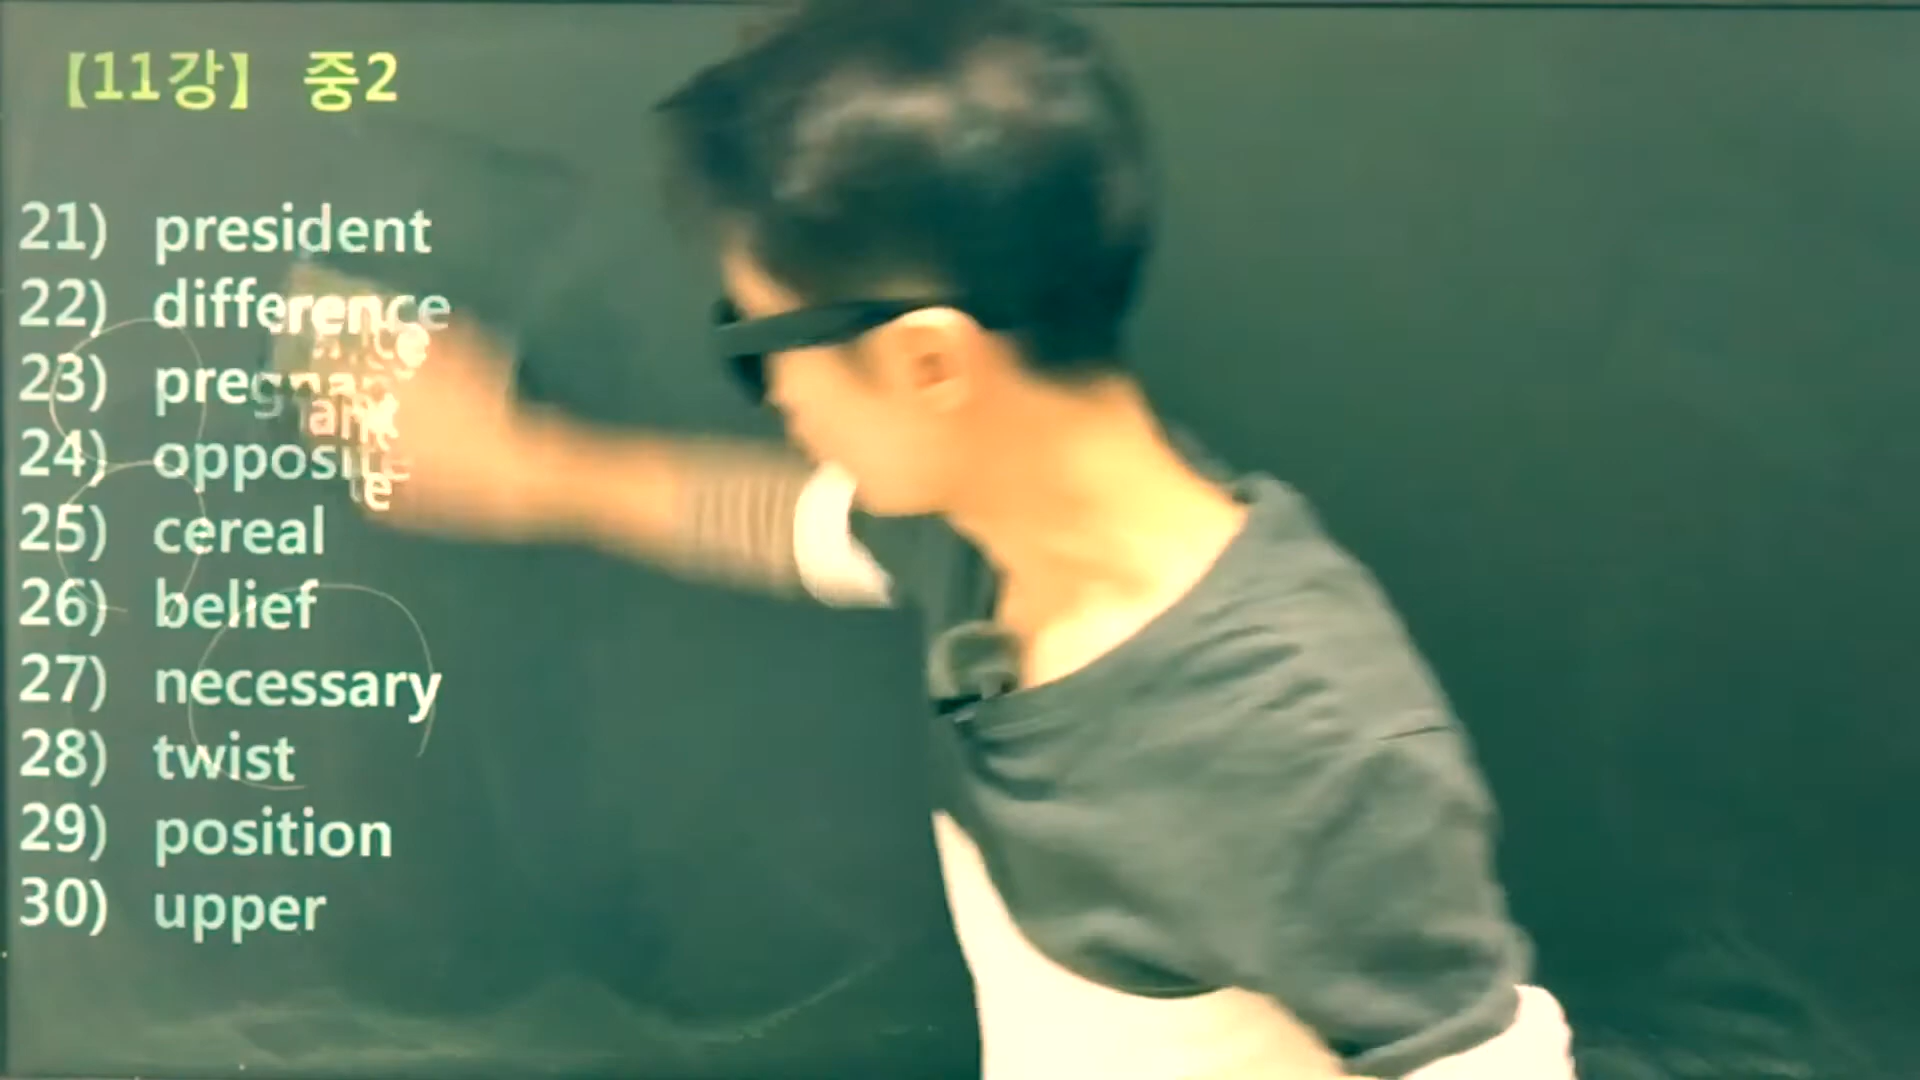 【11강】 중2
21) president
22) difference
23) pregnant
24) opposite
25) cereal
26) belief
27) necessary
28) twist
29) position
30) upper